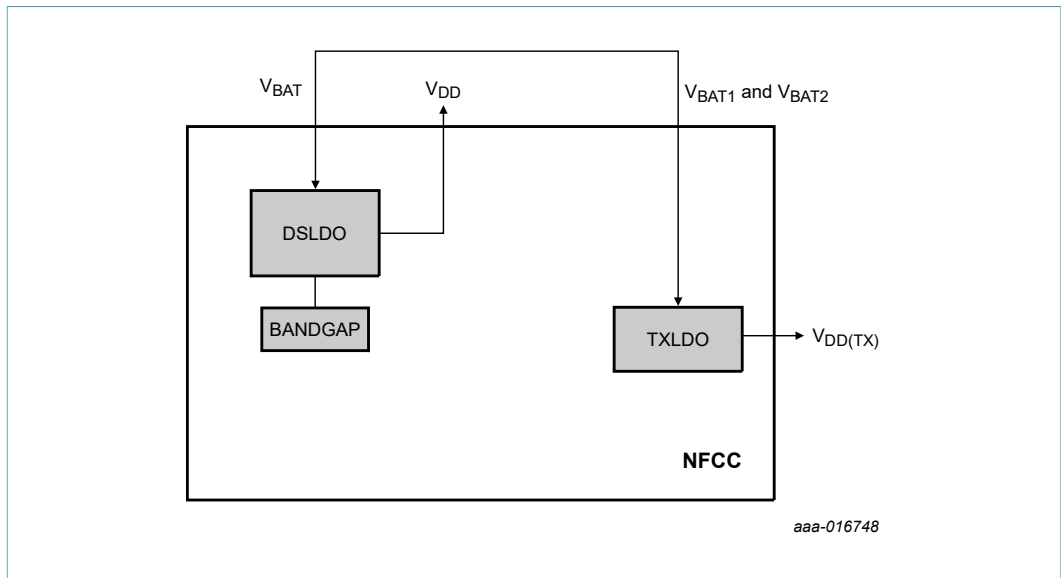 VBAT
VDD
VBAT1 and VBAT2
DSLDO
BANDGAP
TXLDO
VDD(TX)
NFCC
aaa-016748